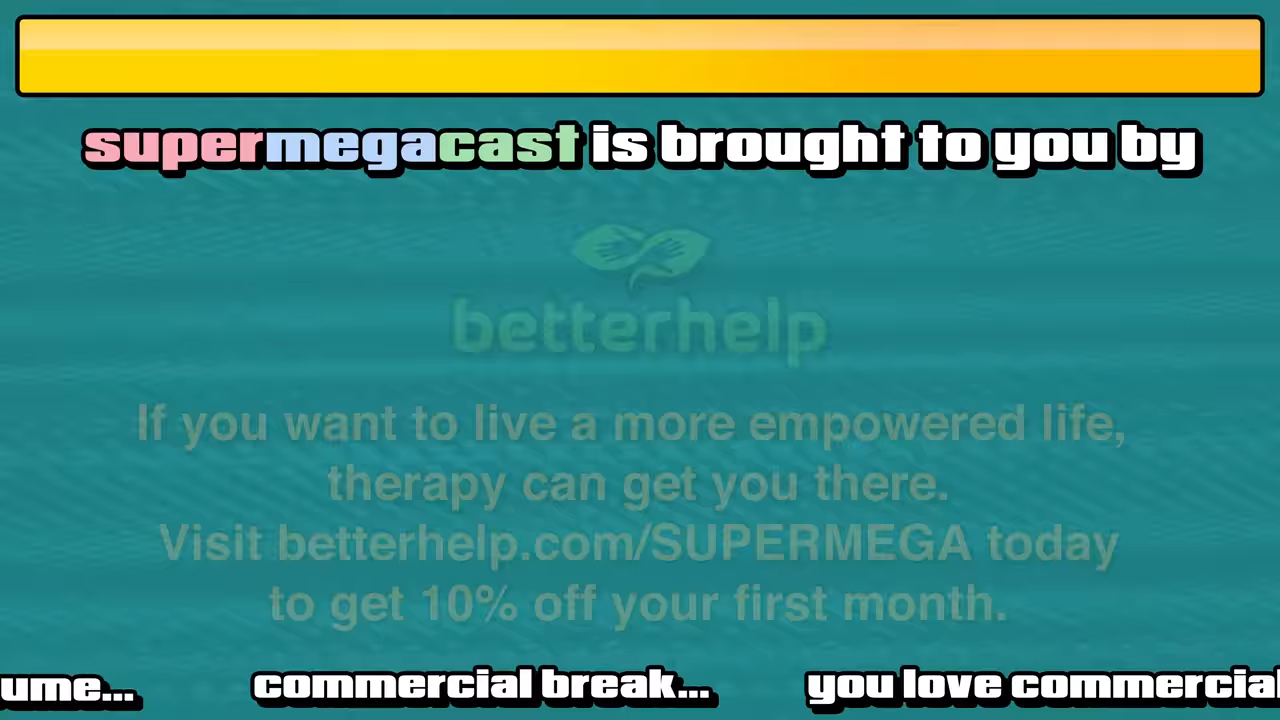 supermegacast is brought to you by
betterhelp
If you want to live a more empowered life,
therapy can get you there.
Visit betterhelp.com/SUPERMEGA today
to get 10% off your first month.
ume... commercial break... you love commercial